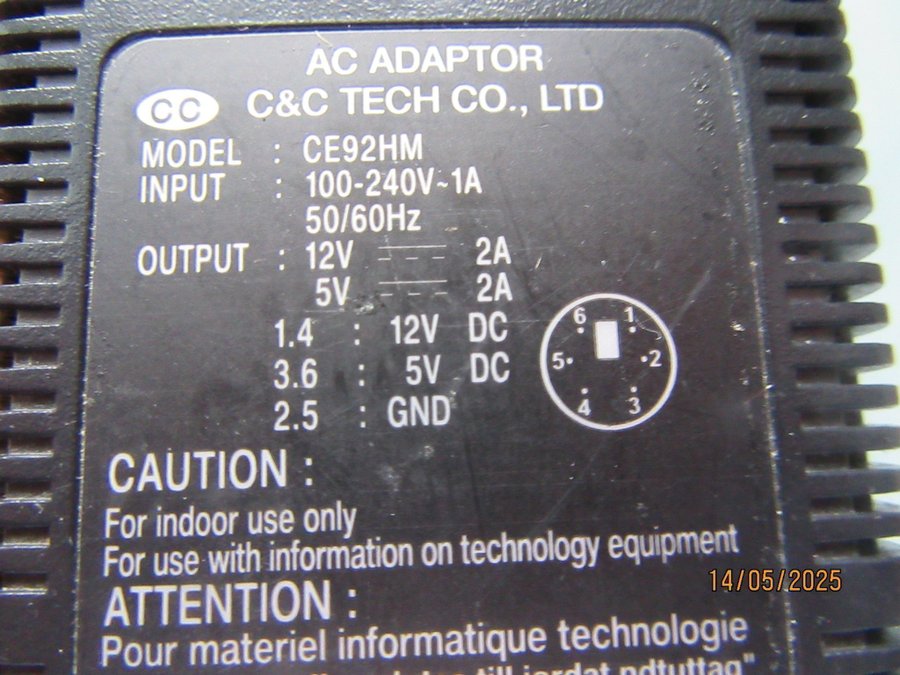 AC ADAPTOR
CC C&C TECH CO., LTD
MODEL : CE92HM
INPUT : 100-240V~1A
50/60Hz
OUTPUT : 12V 2A
5V 2A
1.4 : 12V DC
3.6 : 5V DC
2.5 : GND
6 1
5 2
4 3
CAUTION :
For indoor use only
For use with information on technology equipment
14/05/2025
ATTENTION :
Pour materiel informatique technologie
till jordat